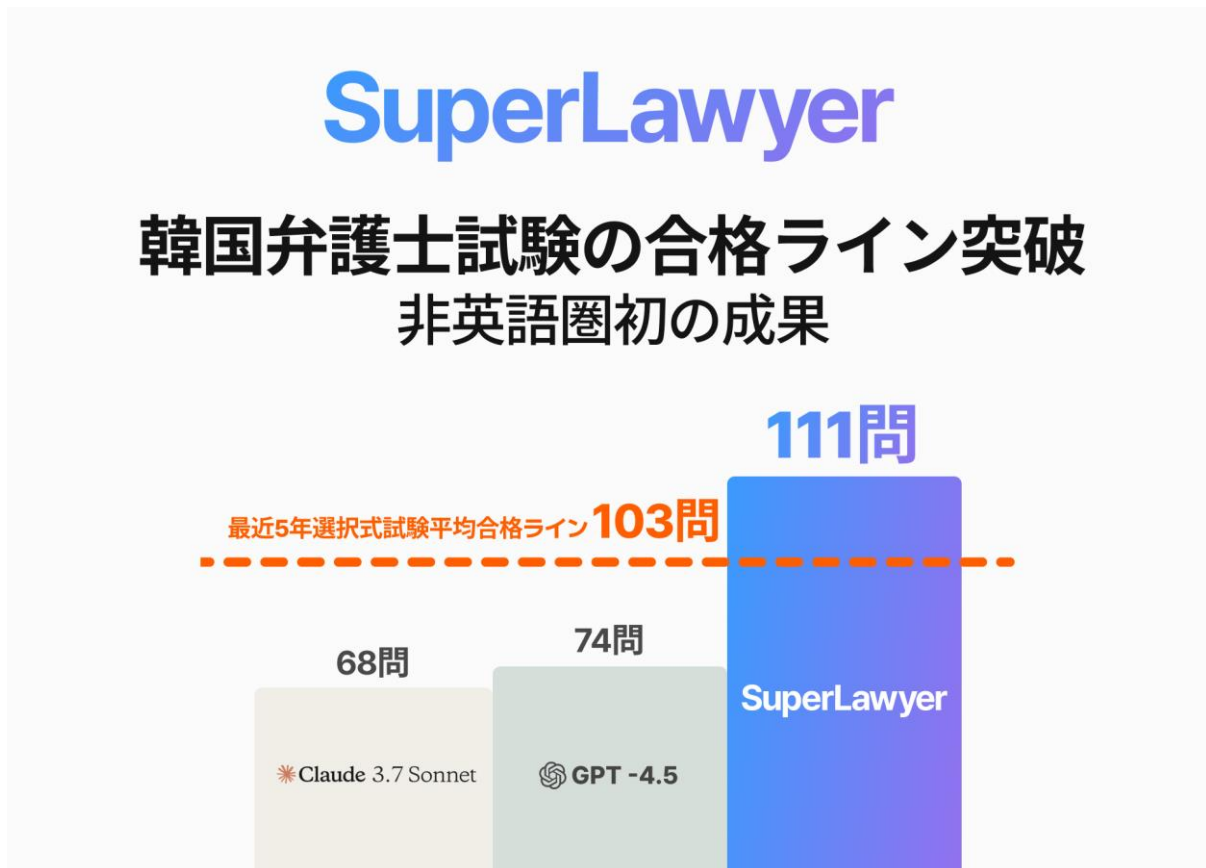 SuperLawyer
韓国弁護士試験の合格ライン突破
非英語圏初の成果
111問
最近5年選択式試験平均合格ライン 103問
74問
68問
SuperLawyer
Claude 3.7 Sonnet
GPT -4.5